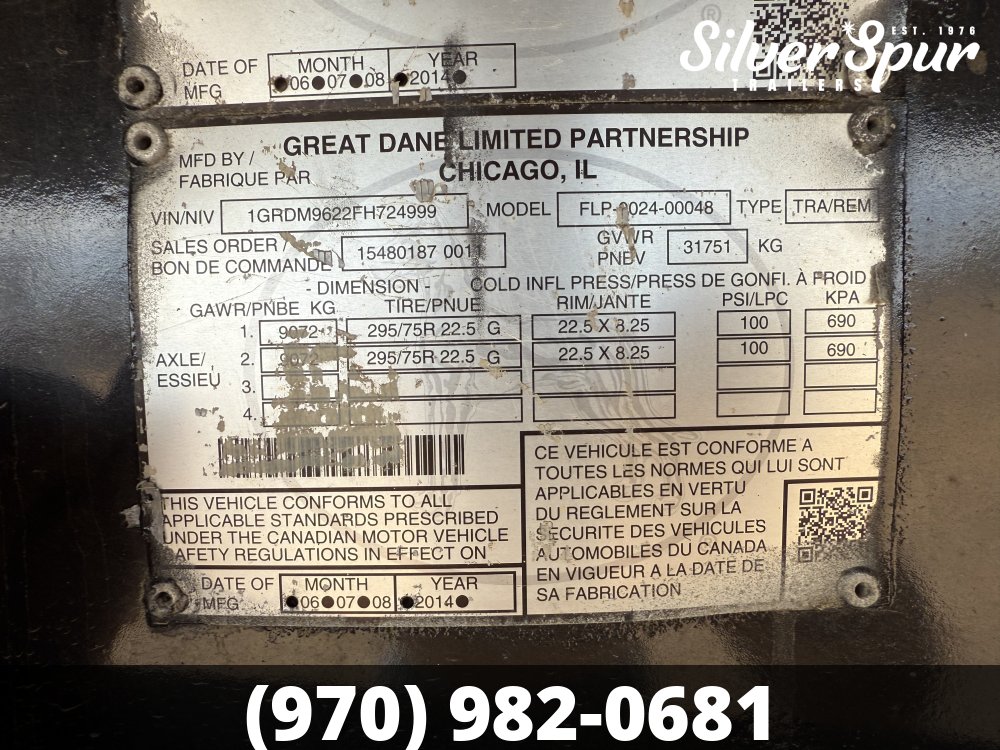 EST. 1976
Silver Spur
TRAILERS
®
DATE OF MFG
MONTH YEAR
06 07 08 2014
MFD BY / FABRIQUE PAR
GREAT DANE LIMITED PARTNERSHIP
CHICAGO, IL
VIN/NIV 1GRDM9622FH724999 MODEL FLP-0024-00048 TYPE TRA/REM
SALES ORDER / BON DE COMMANDE 15480187 0011 GVWR PNBV 31751 KG
- DIMENSION - COLD INFL PRESS/PRESS DE GONFL. À FROID
GAWR/PNBE KG TIRE/PNUE RIM/JANTE PSI/LPC KPA
AXLE/ ESSIEU
1. 9072 295/75R 22.5 G 22.5 X 8.25 100 690
2. 9072 295/75R 22.5 G 22.5 X 8.25 100 690
3.
4.
THIS VEHICLE CONFORMS TO ALL
APPLICABLE STANDARDS PRESCRIBED
UNDER THE CANADIAN MOTOR VEHICLE
SAFETY REGULATIONS IN EFFECT ON
DATE OF MFG
MONTH YEAR
06 07 08 2014
CE VEHICULE EST CONFORME A
TOUTES LES NORMES QUI LUI SONT
APPLICABLES EN VERTU
DU REGLEMENT SUR LA
SECURITE DES VEHICULES
AUTOMOBILES DU CANADA
EN VIGUEUR A LA DATE DE
SA FABRICATION
(970) 982-0681